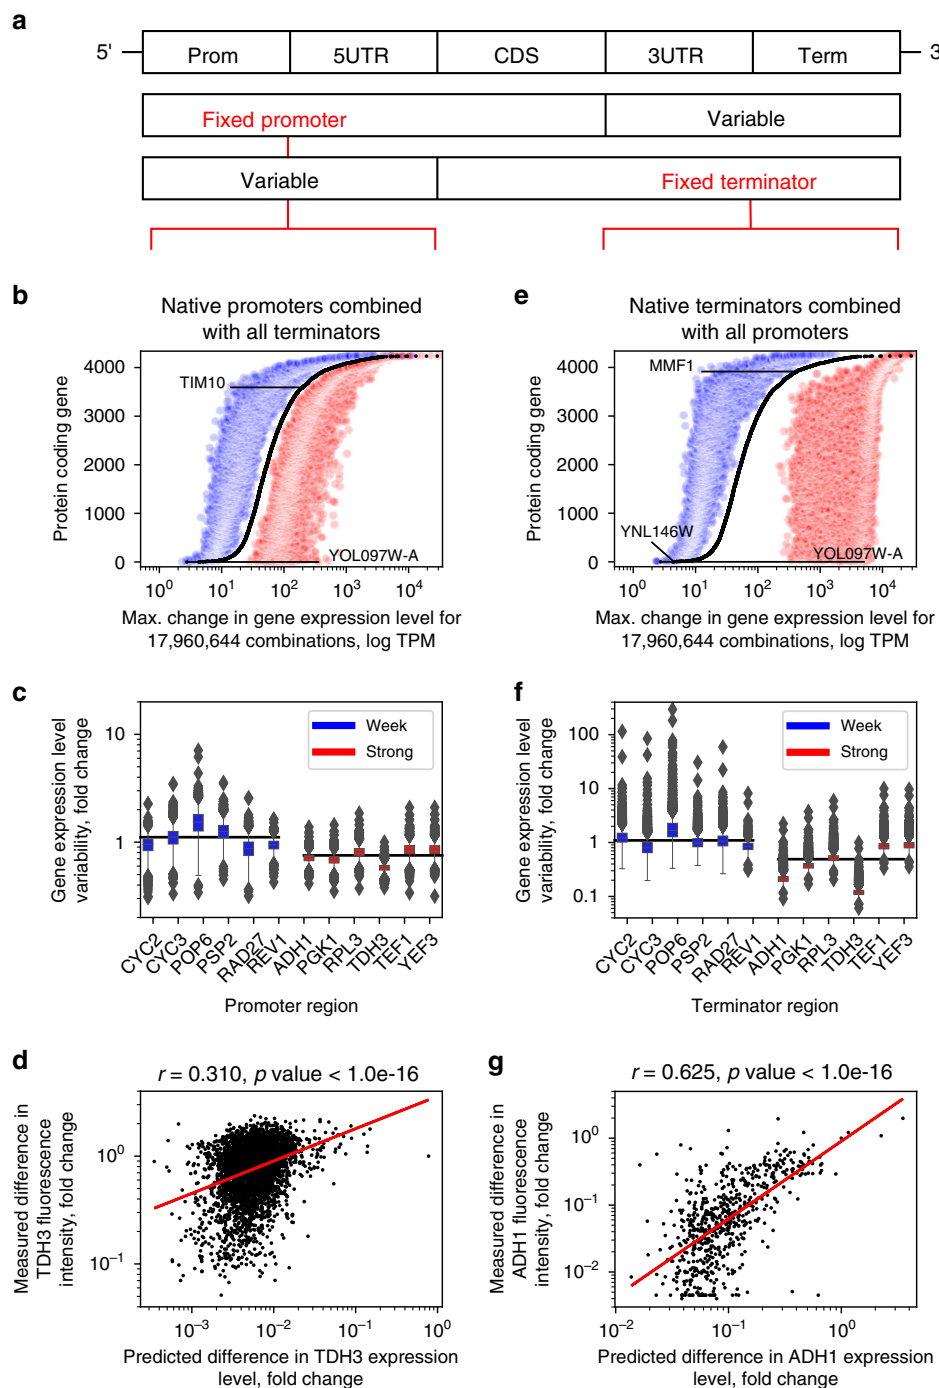 a
5' Prom 5UTR CDS 3UTR Term 3
Fixed promoter Variable
Variable Fixed terminator
b
Native promoters combined
with all terminators
Protein coding gene
4000
3000
2000
1000
0
TIM10
YOL097W-A
10⁰ 10¹ 10² 10³ 10⁴
Max. change in gene expression level for
17,960,644 combinations, log TPM
e
Native terminators combined
with all promoters
Protein coding gene
4000
3000
2000
1000
0
MMF1
YNL146W
YOL097W-A
10⁰ 10¹ 10² 10³ 10⁴
Max. change in gene expression level for
17,960,644 combinations, log TPM
c
Gene expression level
variability, fold change
10
1
Week
Strong
CYC2 CYC3 POP6 PSP2 RAD27 REV1 ADH1 PGK1 RPL3 TDH3 TEF1 YEF3
Promoter region
f
Gene expression level
variability, fold change
100
10
1
0.1
Week
Strong
CYC2 CYC3 POP6 PSP2 RAD27 REV1 ADH1 PGK1 RPL3 TDH3 TEF1 YEF3
Terminator region
d
r = 0.310, p value < 1.0e-16
Measured difference in
TDH3 fluorescence
intensity, fold change
10⁰
10⁻¹
10⁻³ 10⁻² 10⁻¹ 10⁰
Predicted difference in TDH3 expression
level, fold change
g
r = 0.625, p value < 1.0e-16
Measured difference in
ADH1 fluorescence
intensity, fold change
10⁰
10⁻¹
10⁻²
10⁻² 10⁻¹ 10⁰
Predicted difference in ADH1 expression
level, fold change